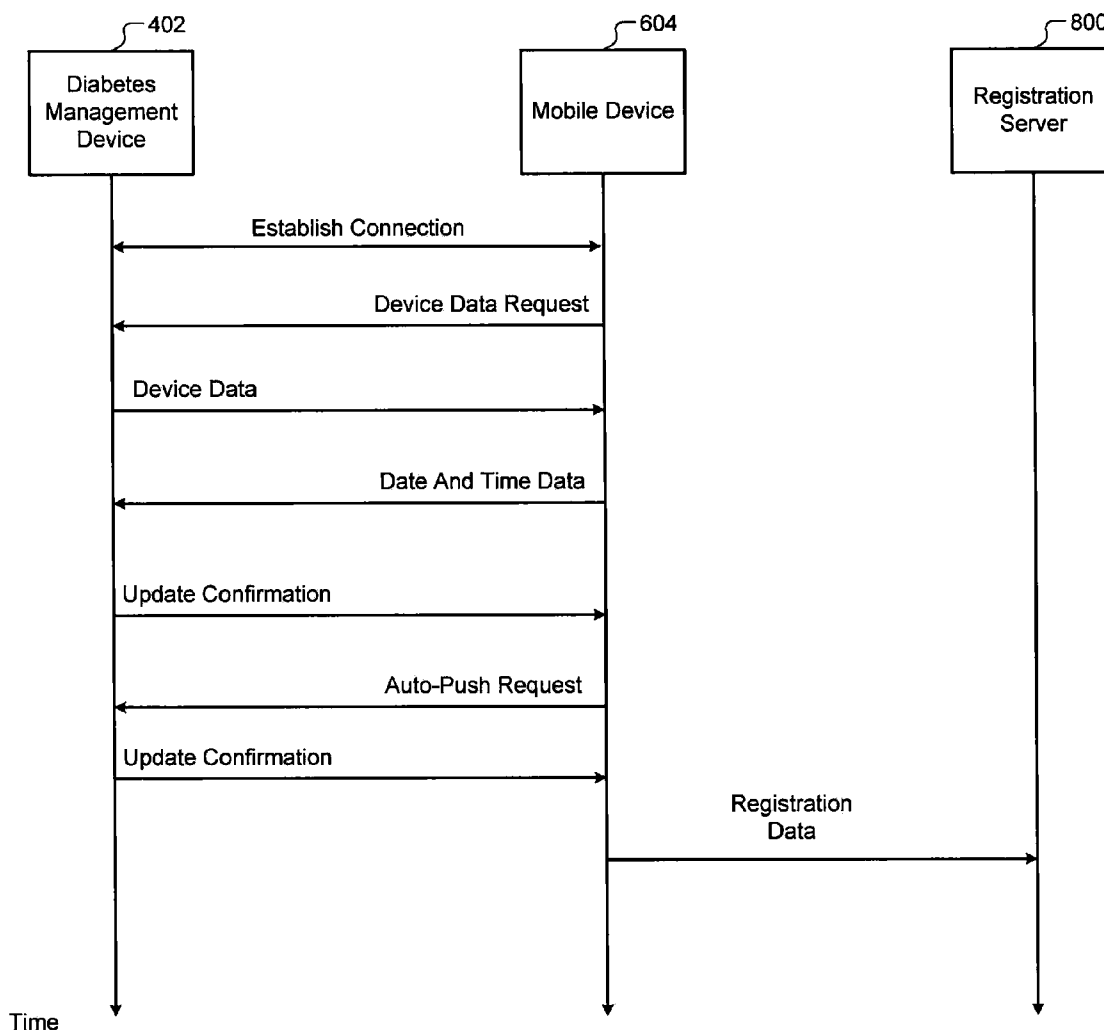 402
604
800
Diabetes
Management
Device
Mobile Device
Registration
Server
Establish Connection
Device Data Request
Device Data
Date And Time Data
Update Confirmation
Auto-Push Request
Update Confirmation
Registration
Data
Time